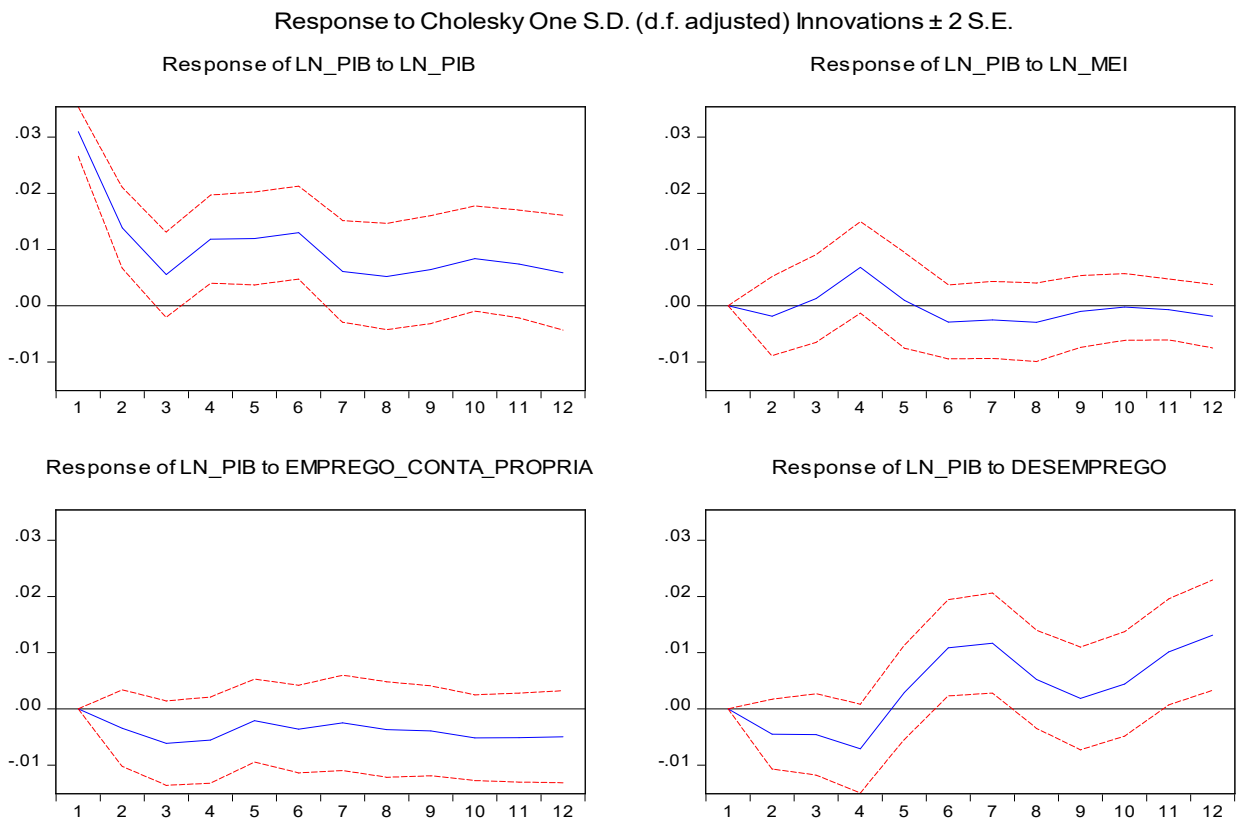 Response to Cholesky One S.D. (d.f. adjusted) Innovations ± 2 S.E.
Response of LN_PIB to LN_PIB
.03
.02
.01
.00
-.01
1 2 3 4 5 6 7 8 9 10 11 12
Response of LN_PIB to LN_MEI
.03
.02
.01
.00
-.01
1 2 3 4 5 6 7 8 9 10 11 12
Response of LN_PIB to EMPREGO_CONTA_PROPRIA
.03
.02
.01
.00
-.01
1 2 3 4 5 6 7 8 9 10 11 12
Response of LN_PIB to DESEMPREGO
.03
.02
.01
.00
-.01
1 2 3 4 5 6 7 8 9 10 11 12